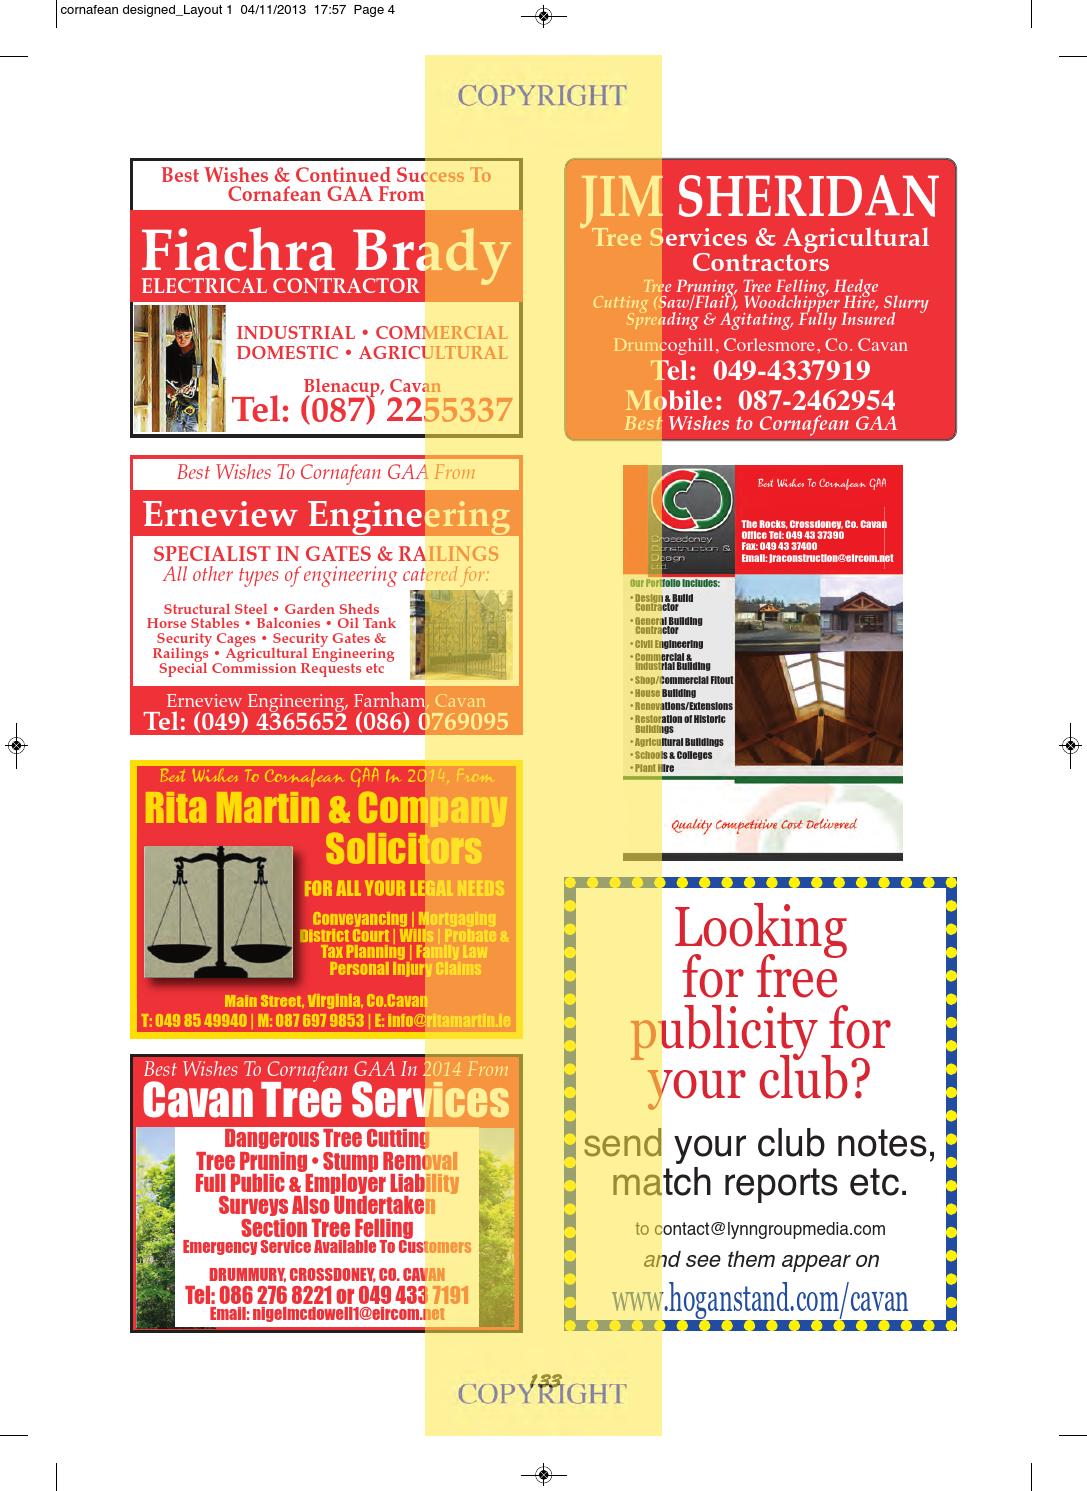 cornafean designed_Layout 1 04/11/2013 17:57 Page 4
COPYRIGHT
Best Wishes & Continued Success To
Cornafean GAA From
Fiachra Brady
ELECTRICAL CONTRACTOR
INDUSTRIAL • COMMERCIAL
DOMESTIC • AGRICULTURAL
Blenacup, Cavan
Tel: (087) 2255337
Best Wishes To Cornafean GAA From
Erneview Engineering
SPECIALIST IN GATES & RAILINGS
All other types of engineering catered for:
Structural Steel • Garden Sheds
Horse Stables • Balconies • Oil Tank
Security Cages • Security Gates &
Railings • Agricultural Engineering
Special Commission Requests etc
Erneview Engineering, Farnham, Cavan
Tel: (049) 4365652 (086) 0769095
Best Wishes To Cornafean GAA In 2014, From
Rita Martin & Company
Solicitors
FOR ALL YOUR LEGAL NEEDS
Conveyancing | Mortgaging
District Court | Wills | Probate &
Tax Planning | Family Law
Personal Injury Claims
Main Street, Virginia, Co.Cavan
T: 049 85 49940 | M: 087 697 9853 | E: info@ritamartin.ie
Best Wishes To Cornafean GAA In 2014 From
Cavan Tree Services
Dangerous Tree Cutting
Tree Pruning • Stump Removal
Full Public & Employer Liability
Surveys Also Undertaken
Section Tree Felling
Emergency Service Available To Customers
DRUMMURY, CROSSDONEY, CO. CAVAN
Tel: 086 276 8221 or 049 433 7191
Email: nigelmcdowell1@eircom.net
JIM SHERIDAN
Tree Services & Agricultural
Contractors
Tree Pruning, Tree Felling, Hedge
Cutting (Saw/Flail), Woodchipper Hire, Slurry
Spreading & Agitating, Fully Insured
Drumcoghill, Corlesmore, Co. Cavan
Tel: 049-4337919
Mobile: 087-2462954
Best Wishes to Cornafean GAA
Crossdoney
Construction &
Design
Ltd.
Best Wishes To Cornafean GAA
The Rocks, Crossdoney, Co. Cavan
Office Tel: 049 43 37390
Fax: 049 43 37400
Email: jraconstruction@eircom.net
Our Portfolio Includes:
• Design & Build
Contractor
• General Building
Contractor
• Civil Engineering
• Commercial &
Industrial Building
• Shop/Commercial Fitout
• House Building
• Renovations/Extensions
• Restoration of Historic
Buildings
• Agricultural Buildings
• Schools & Colleges
• Plant Hire
Quality Competitive Cost Delivered
Looking
for free
publicity for
your club?
send your club notes,
match reports etc.
to contact@lynngroupmedia.com
and see them appear on
www.hoganstand.com/cavan
133
COPYRIGHT